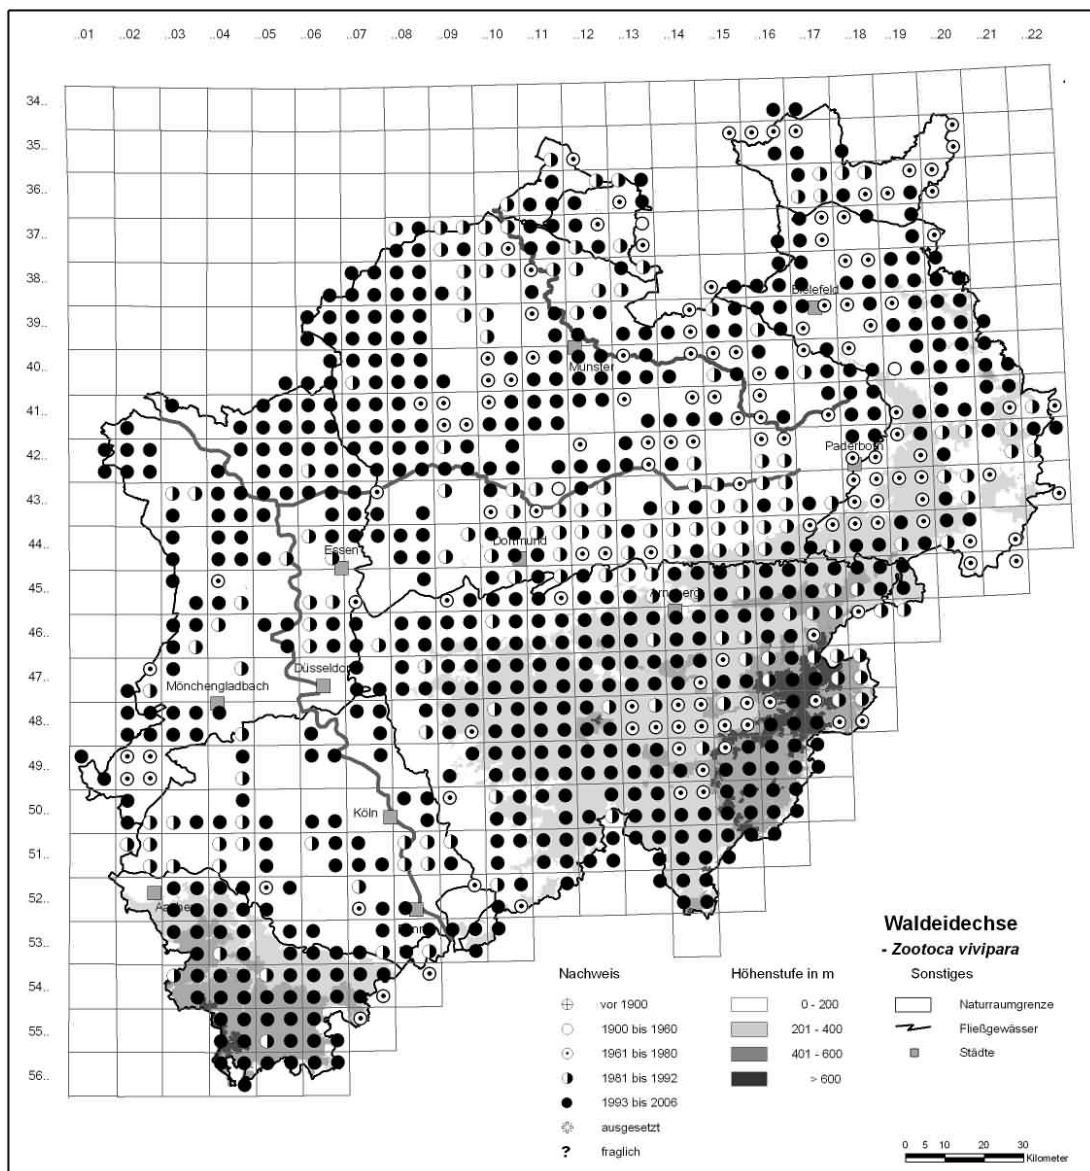 ..01 ..02 ..03 ..04 ..05 ..06 ..07 ..08 ..09 ..10 ..11 ..12 ..13 ..14 ..15 ..16 ..17 ..18 ..19 ..20 ..21 ..22
34..
35..
36..
37..
38..
Bielefeld
39..
Münster
40..
41..
Paderborn
42..
43..
Dortmund
Essen
44..
45..
Arnsberg
46..
Düsseldorf
Mönchengladbach
47..
48..
49..
Köln
50..
51..
52..
Aachen
Bonn
53..
54..
55..
56..
Waldeidechse
- Zootoca vivipara
Nachweis
vor 1900
1900 bis 1960
1961 bis 1980
1981 bis 1992
1993 bis 2006
ausgesetzt
? fraglich
Höhenstufe in m
0 - 200
201 - 400
401 - 600
> 600
Sonstiges
Naturraumgrenze
Fließgewässer
Städte
0 5 10 20 30
Kilometer